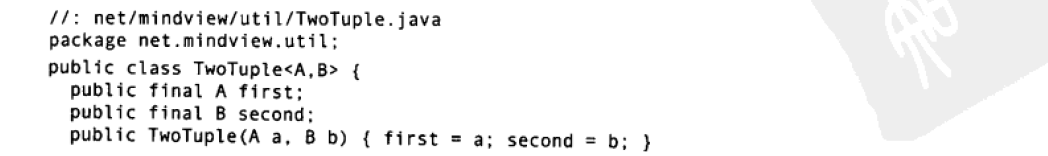 //: net/mindview/util/TwoTuple.java
package net.mindview.util;
public class TwoTuple<A,B> {
  public final A first;
  public final B second;
  public TwoTuple(A a, B b) { first = a; second = b; }